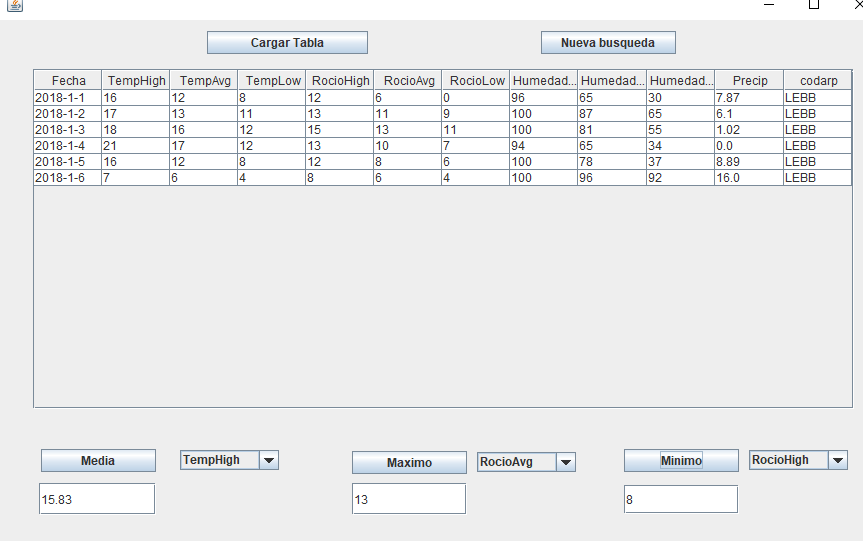 Cargar Tabla Nueva busqueda
Fecha TempHigh TempAvg TempLow RocioHigh RocioAvg RocioLow Humedad... Humedad... Humedad... Precip codarp
2018-1-1 16 12 8 12 6 0 96 65 30 7.87 LEBB
2018-1-2 17 13 11 13 11 9 100 87 65 6.1 LEBB
2018-1-3 18 16 12 15 13 11 100 81 55 1.02 LEBB
2018-1-4 21 17 12 13 10 7 94 65 34 0.0 LEBB
2018-1-5 16 12 8 12 8 6 100 78 37 8.89 LEBB
2018-1-6 7 6 4 8 6 4 100 96 92 16.0 LEBB
Media TempHigh Maximo RocioAvg Minimo RocioHigh
15.83 13 8